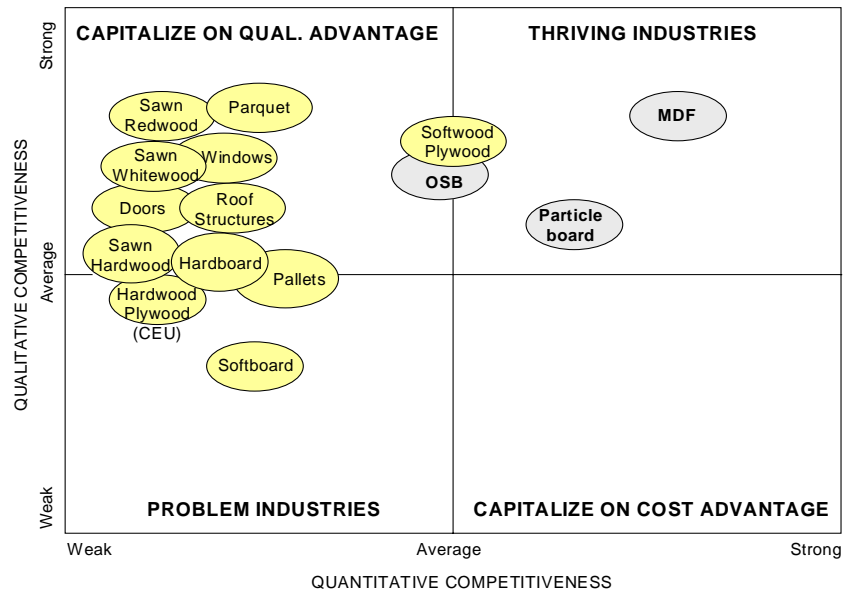 Strong
CAPITALIZE ON QUAL. ADVANTAGE
THRIVING INDUSTRIES
Sawn
Redwood
Parquet
MDF
Softwood
Plywood
Sawn
Whitewood
Windows
OSB
Doors
Roof
Structures
Particle
board
Sawn
Hardwood
Hardboard
Pallets
Average
Hardwood
Plywood
(CEU)
Softboard
QUALITATIVE COMPETITIVENESS
Weak
PROBLEM INDUSTRIES
CAPITALIZE ON COST ADVANTAGE
Weak
Average
Strong
QUANTITATIVE COMPETITIVENESS